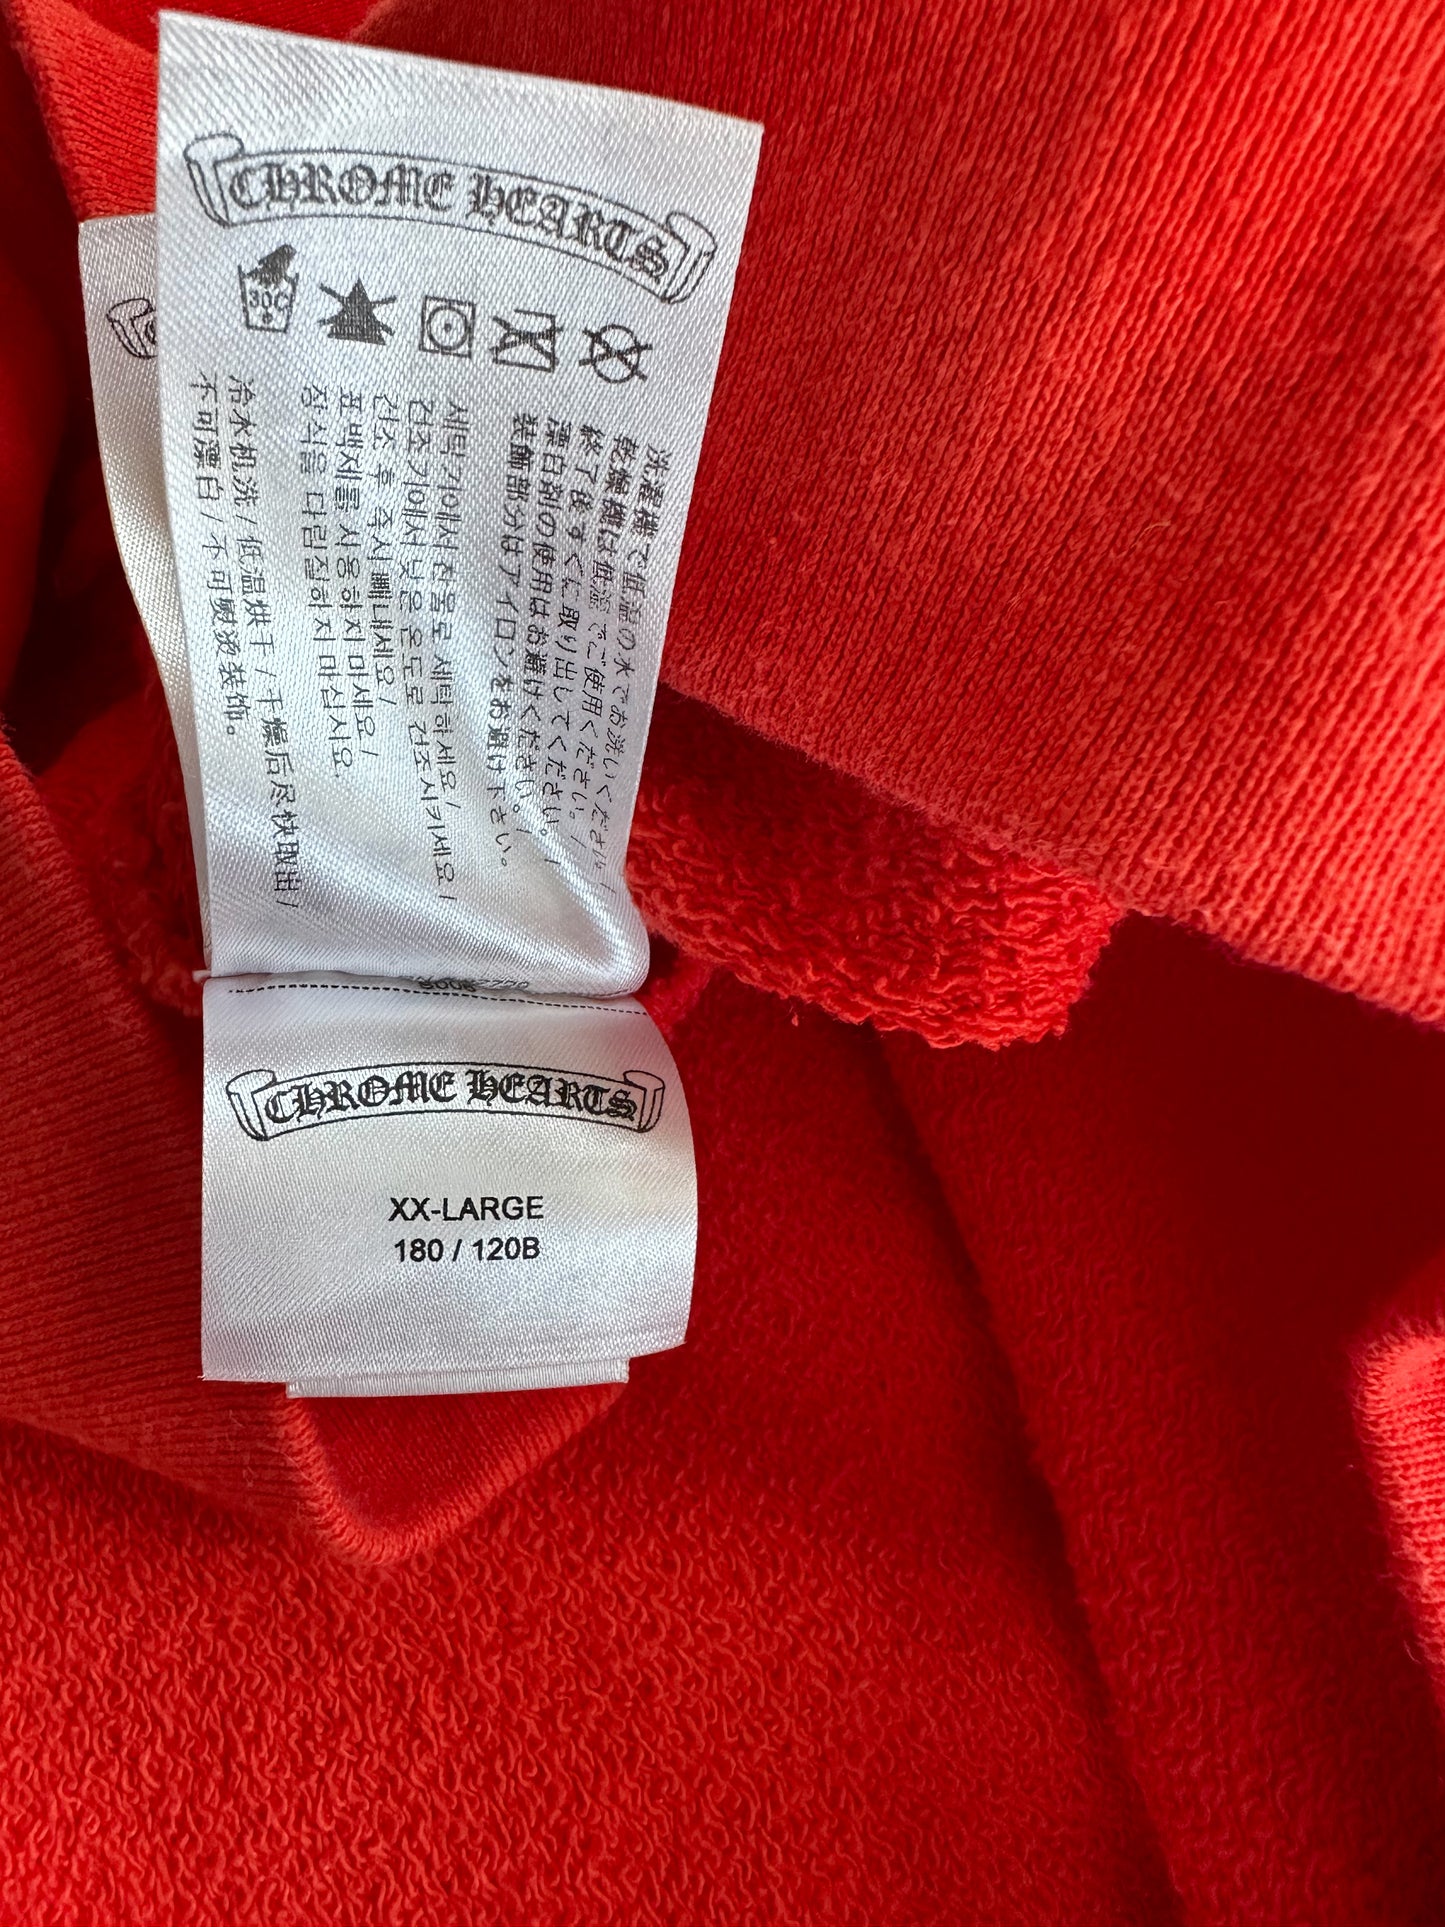 CHROME HEARTS
30C
洗濯機で低温の水でお洗いください。/
乾燥機は低温でご使用ください。/
終了後すぐに取り出してください。/
漂白剤の使用はお避けください。/
装飾部分はアイロンをお避け下さい。
세탁기에서 찬물로 세탁하세요/
건조기에서 낮은 온도로 건조시키세요/
건조 후 즉시 빼내세요/
표백제를 사용하지 마세요/
장식을 다림질하지 마십시요.
冷水机洗/低温烘干/干燥后尽快取出/
不可漂白/不可熨烫装饰。
CHROME HEARTS
XX-LARGE
180 / 120B